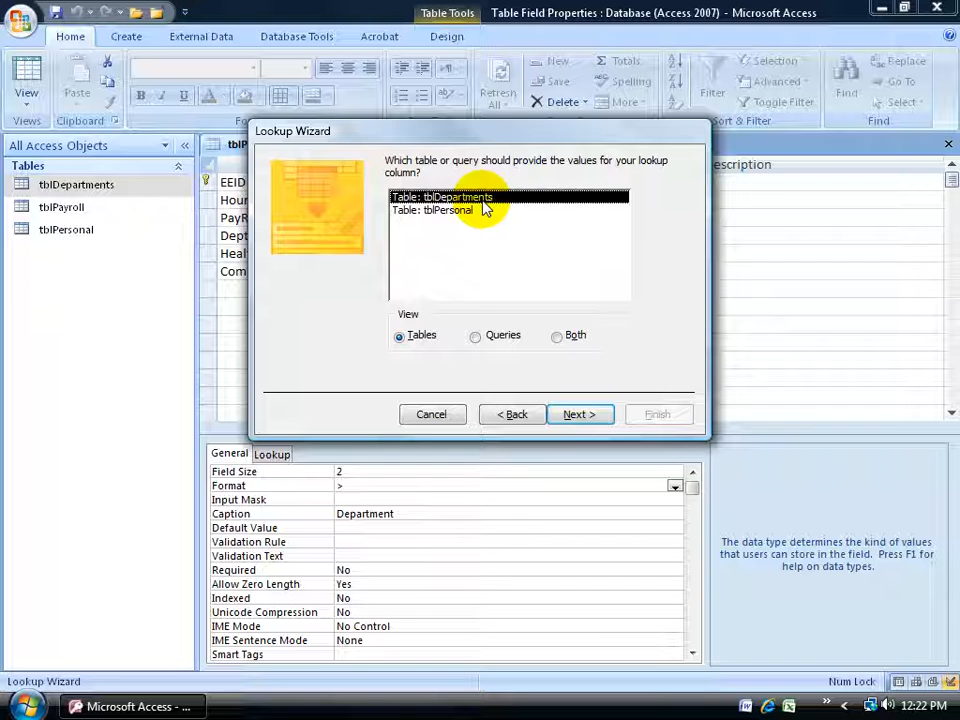 Table Tools
Table Field Properties : Database (Access 2007) - Microsoft Access
Home
Create
External Data
Database Tools
Acrobat
Design
View
Views
Paste
Clipboard
B I U A
Refresh
All
New
Save
Delete
Spelling
More
Filter
Selection
Advanced
Toggle Filter
Sort & Filter
Find
Replace
Go To
Select
Find
All Access Objects
Tables
tblDepartments
tblPayroll
tblPersonal
EEID
Hour
PayR
Dept
Healt
Com
Lookup Wizard
Which table or query should provide the values for your lookup
column?
Table: tblDepartments
Table: tblPersonal
View
Tables
Queries
Both
Cancel
< Back
Next >
Finish
General
Lookup
Field Size 2
Format >
Input Mask
Caption Department
Default Value
Validation Rule
Validation Text
Required No
Allow Zero Length Yes
Indexed No
Unicode Compression No
IME Mode No Control
IME Sentence Mode None
Smart Tags
The data type determines the kind of values
that users can store in the field. Press F1 for
help on data types.
Lookup Wizard
Num Lock
Microsoft Access - ...
12:22 PM